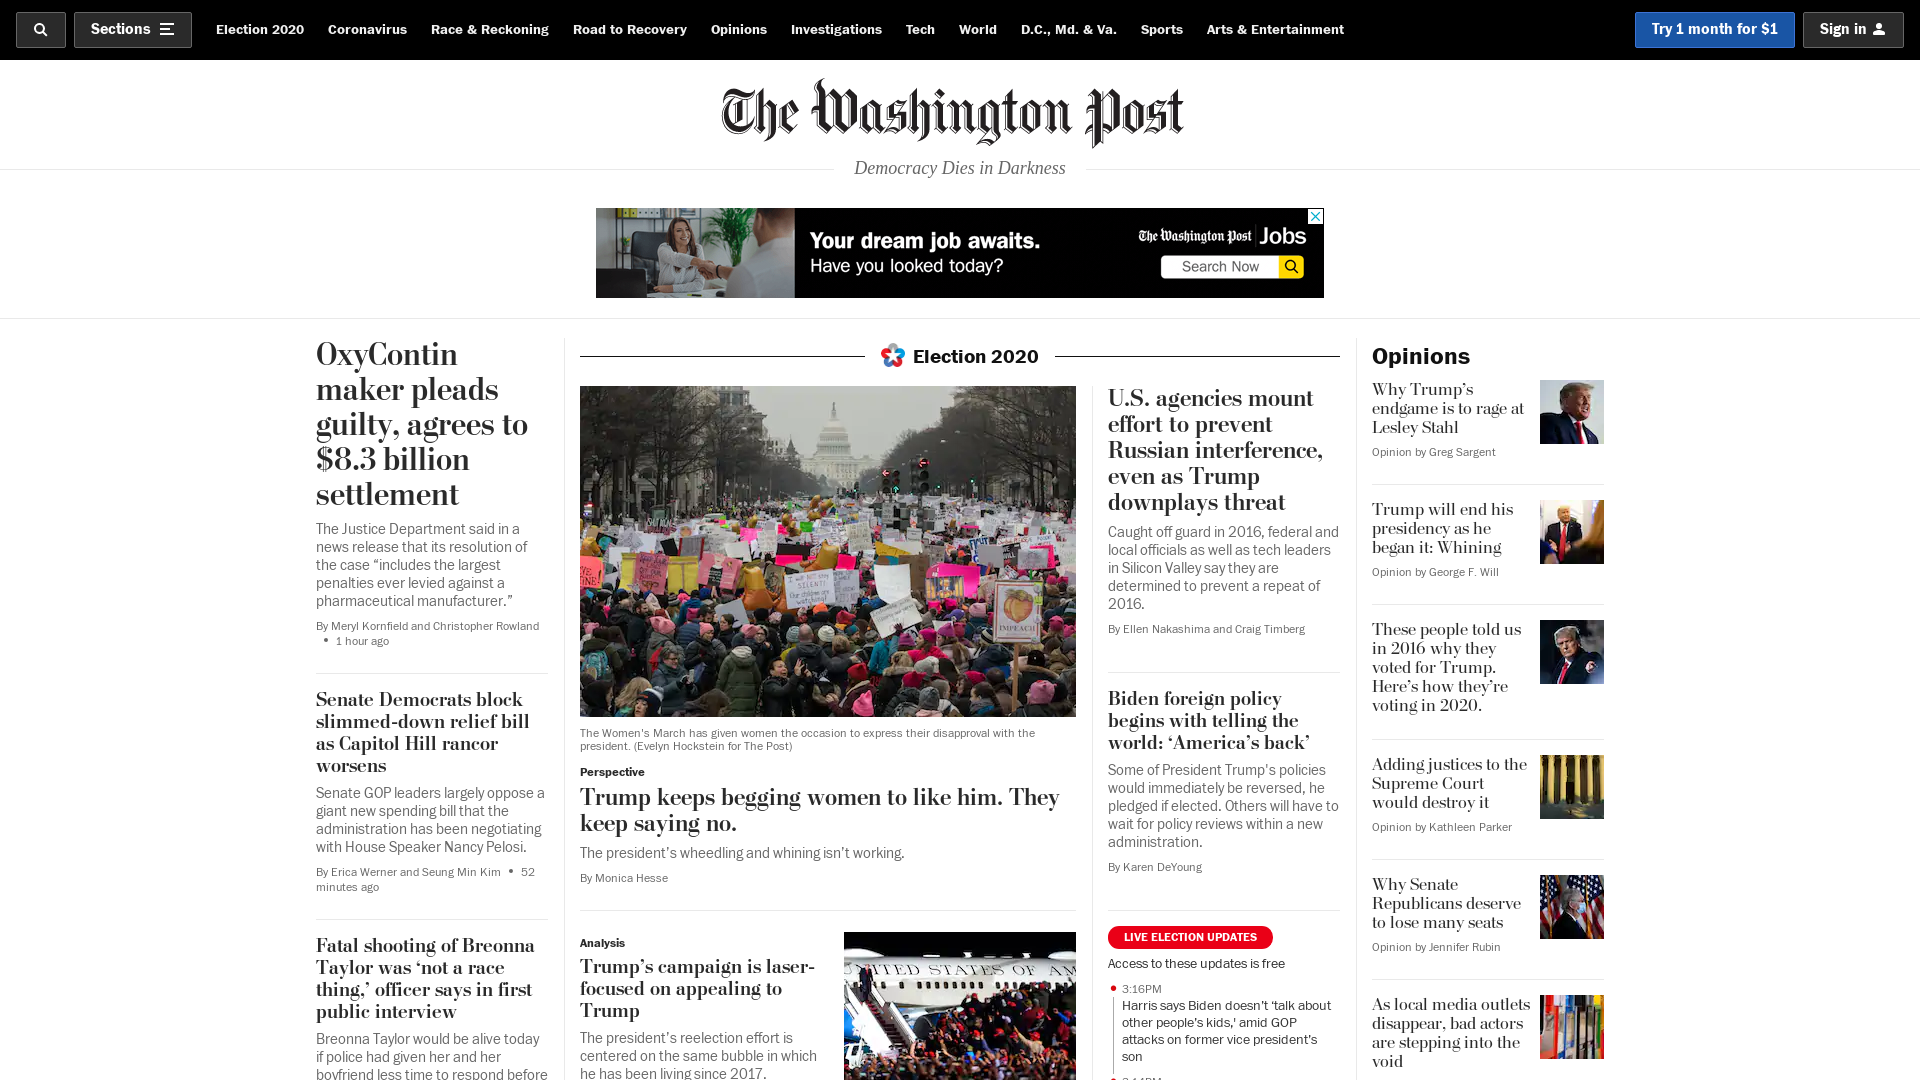 Sections
Election 2020
Coronavirus
Race & Reckoning
Road to Recovery
Opinions
Investigations
Tech
World
D.C., Md. & Va.
Sports
Arts & Entertainment
Try 1 month for $1
Sign in
The Washington Post
Democracy Dies in Darkness
Your dream job awaits.
Have you looked today?
The Washington Post Jobs
Search Now
OxyContin
maker pleads
guilty, agrees to
$8.3 billion
settlement
The Justice Department said in a
news release that its resolution of
the case “includes the largest
penalties ever levied against a
pharmaceutical manufacturer.”
By Meryl Kornfield and Christopher Rowland
• 1 hour ago
Senate Democrats block
slimmed-down relief bill
as Capitol Hill rancor
worsens
Senate GOP leaders largely oppose a
giant new spending bill that the
administration has been negotiating
with House Speaker Nancy Pelosi.
By Erica Werner and Seung Min Kim • 52
minutes ago
Fatal shooting of Breonna
Taylor was ‘not a race
thing,’ officer says in first
public interview
Breonna Taylor would be alive today
if police had given her and her
boyfriend less time to respond before
Election 2020
IMPEACH
The Women's March has given women the occasion to express their disapproval with the
president. (Evelyn Hockstein for The Post)
Perspective
Trump keeps begging women to like him. They
keep saying no.
The president’s wheedling and whining isn’t working.
By Monica Hesse
Analysis
Trump’s campaign is laser-
focused on appealing to
Trump
The president’s reelection effort is
centered on the same bubble in which
he has been living since 2017.
UNITED STATES OF AM
U.S. agencies mount
effort to prevent
Russian interference,
even as Trump
downplays threat
Caught off guard in 2016, federal and
local officials as well as tech leaders
in Silicon Valley say they are
determined to prevent a repeat of
2016.
By Ellen Nakashima and Craig Timberg
Biden foreign policy
begins with telling the
world: ‘America’s back’
Some of President Trump's policies
would immediately be reversed, he
pledged if elected. Others will have to
wait for policy reviews within a new
administration.
By Karen DeYoung
LIVE ELECTION UPDATES
Access to these updates is free
3:16PM
Harris says Biden doesn’t ‘talk about
other people’s kids,' amid GOP
attacks on former vice president’s
son
Opinions
Why Trump’s
endgame is to rage at
Lesley Stahl
Opinion by Greg Sargent
Trump will end his
presidency as he
began it: Whining
Opinion by George F. Will
These people told us
in 2016 why they
voted for Trump.
Here’s how they’re
voting in 2020.
Adding justices to the
Supreme Court
would destroy it
Opinion by Kathleen Parker
Why Senate
Republicans deserve
to lose many seats
Opinion by Jennifer Rubin
As local media outlets
disappear, bad actors
are stepping into the
void